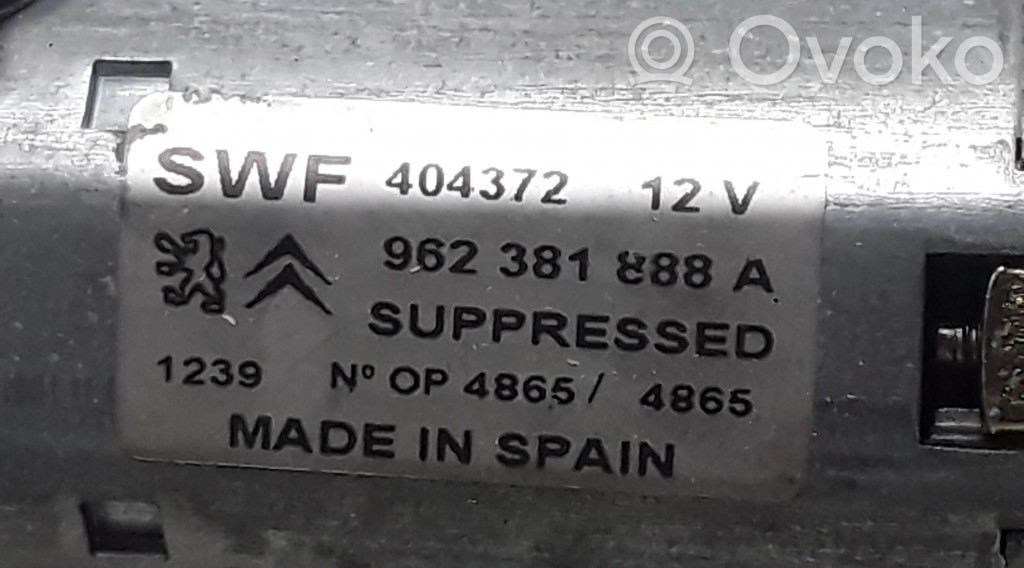 Ovoko
SWF 404372 12 V
962 381 888 A
SUPPRESSED
1239 Nº OP 4865 / 4865
MADE IN SPAIN